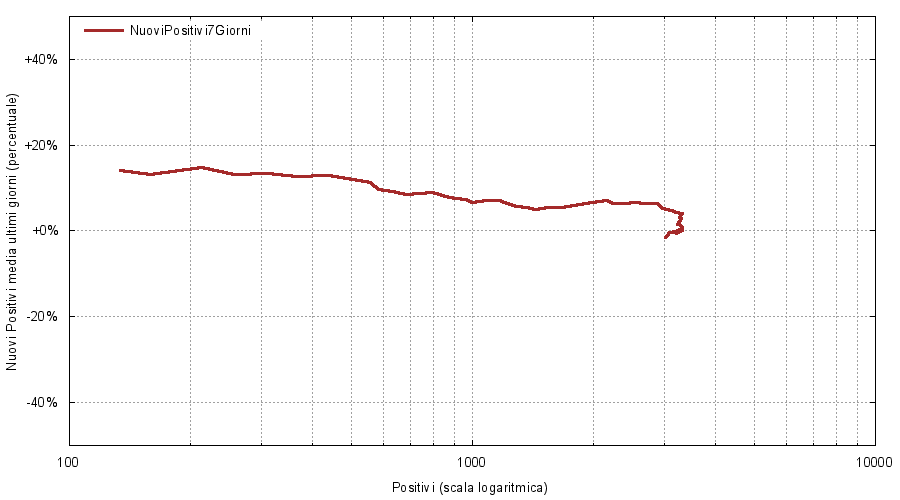 NuoviPositivi7Giorni
+40%
+20%
+0%
-20%
-40%
Nuovi Positivi media ultimi giorni (percentuale)
100 1000 10000
Positivi (scala logaritmica)